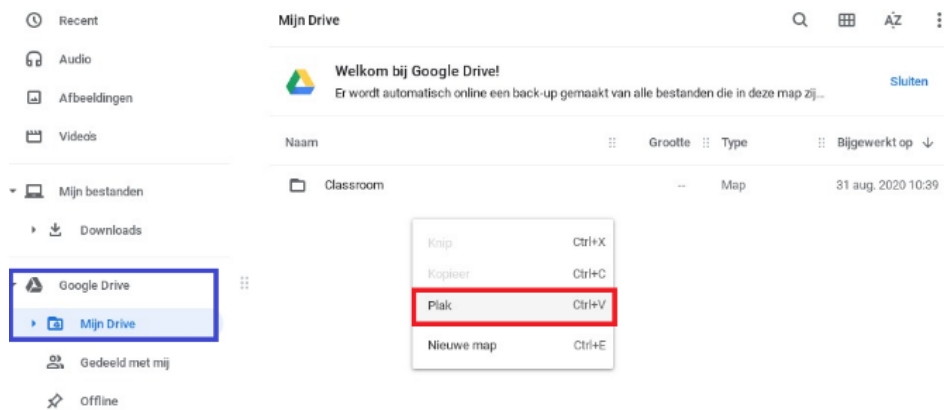 Recent
Audio
Afbeeldingen
Video's
Mijn bestanden
Downloads
Google Drive
Mijn Drive
Gedeeld met mij
Offline
Mijn Drive
AZ
Welkom bij Google Drive!
Er wordt automatisch online een back-up gemaakt van alle bestanden die in deze map zij...
Sluiten
Naam Grootte Type Bijgewerkt op
Classroom -- Map 31 aug. 2020 10:39
Knip Ctrl+X
Kopieer Ctrl+C
Plak Ctrl+V
Nieuwe map Ctrl+E